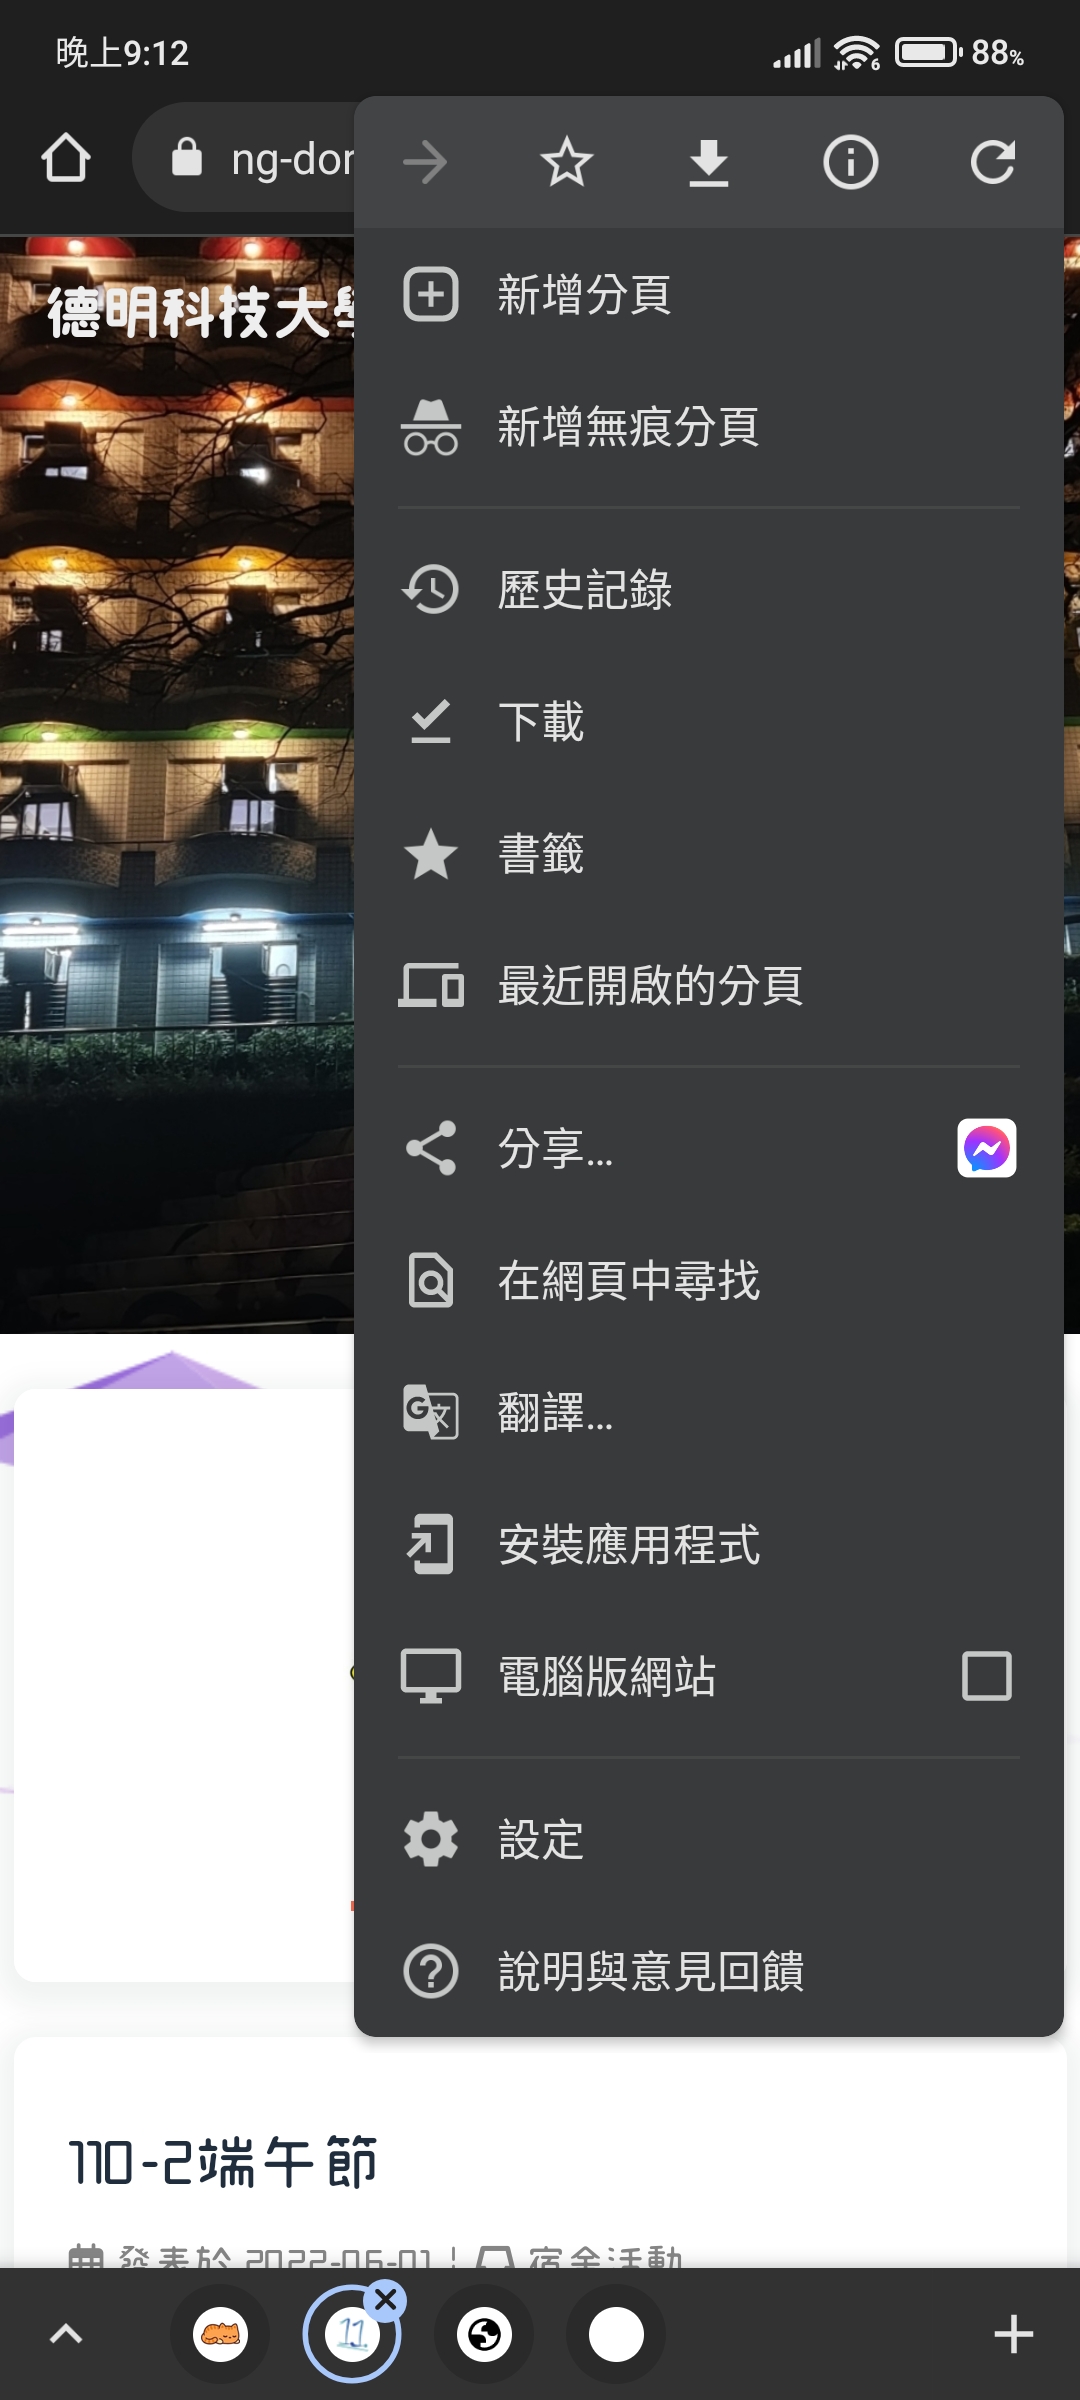 晚上9:12
88%
ng-dor
德明科技大學
新增分頁
新增無痕分頁
歷史記錄
下載
書籤
最近開啟的分頁
分享...
在網頁中尋找
翻譯...
安裝應用程式
電腦版網站
設定
說明與意見回饋
110-2端午節
發表於 2022-06-01 | 宿舍活動